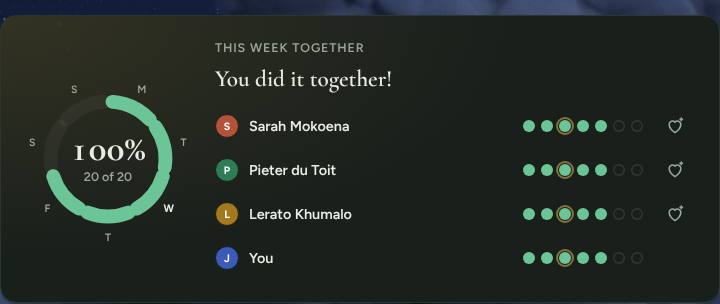 THIS WEEK TOGETHER
You did it together!
S
M
T
W
T
F
S
100%
20 of 20
S Sarah Mokoena
P Pieter du Toit
L Lerato Khumalo
J You